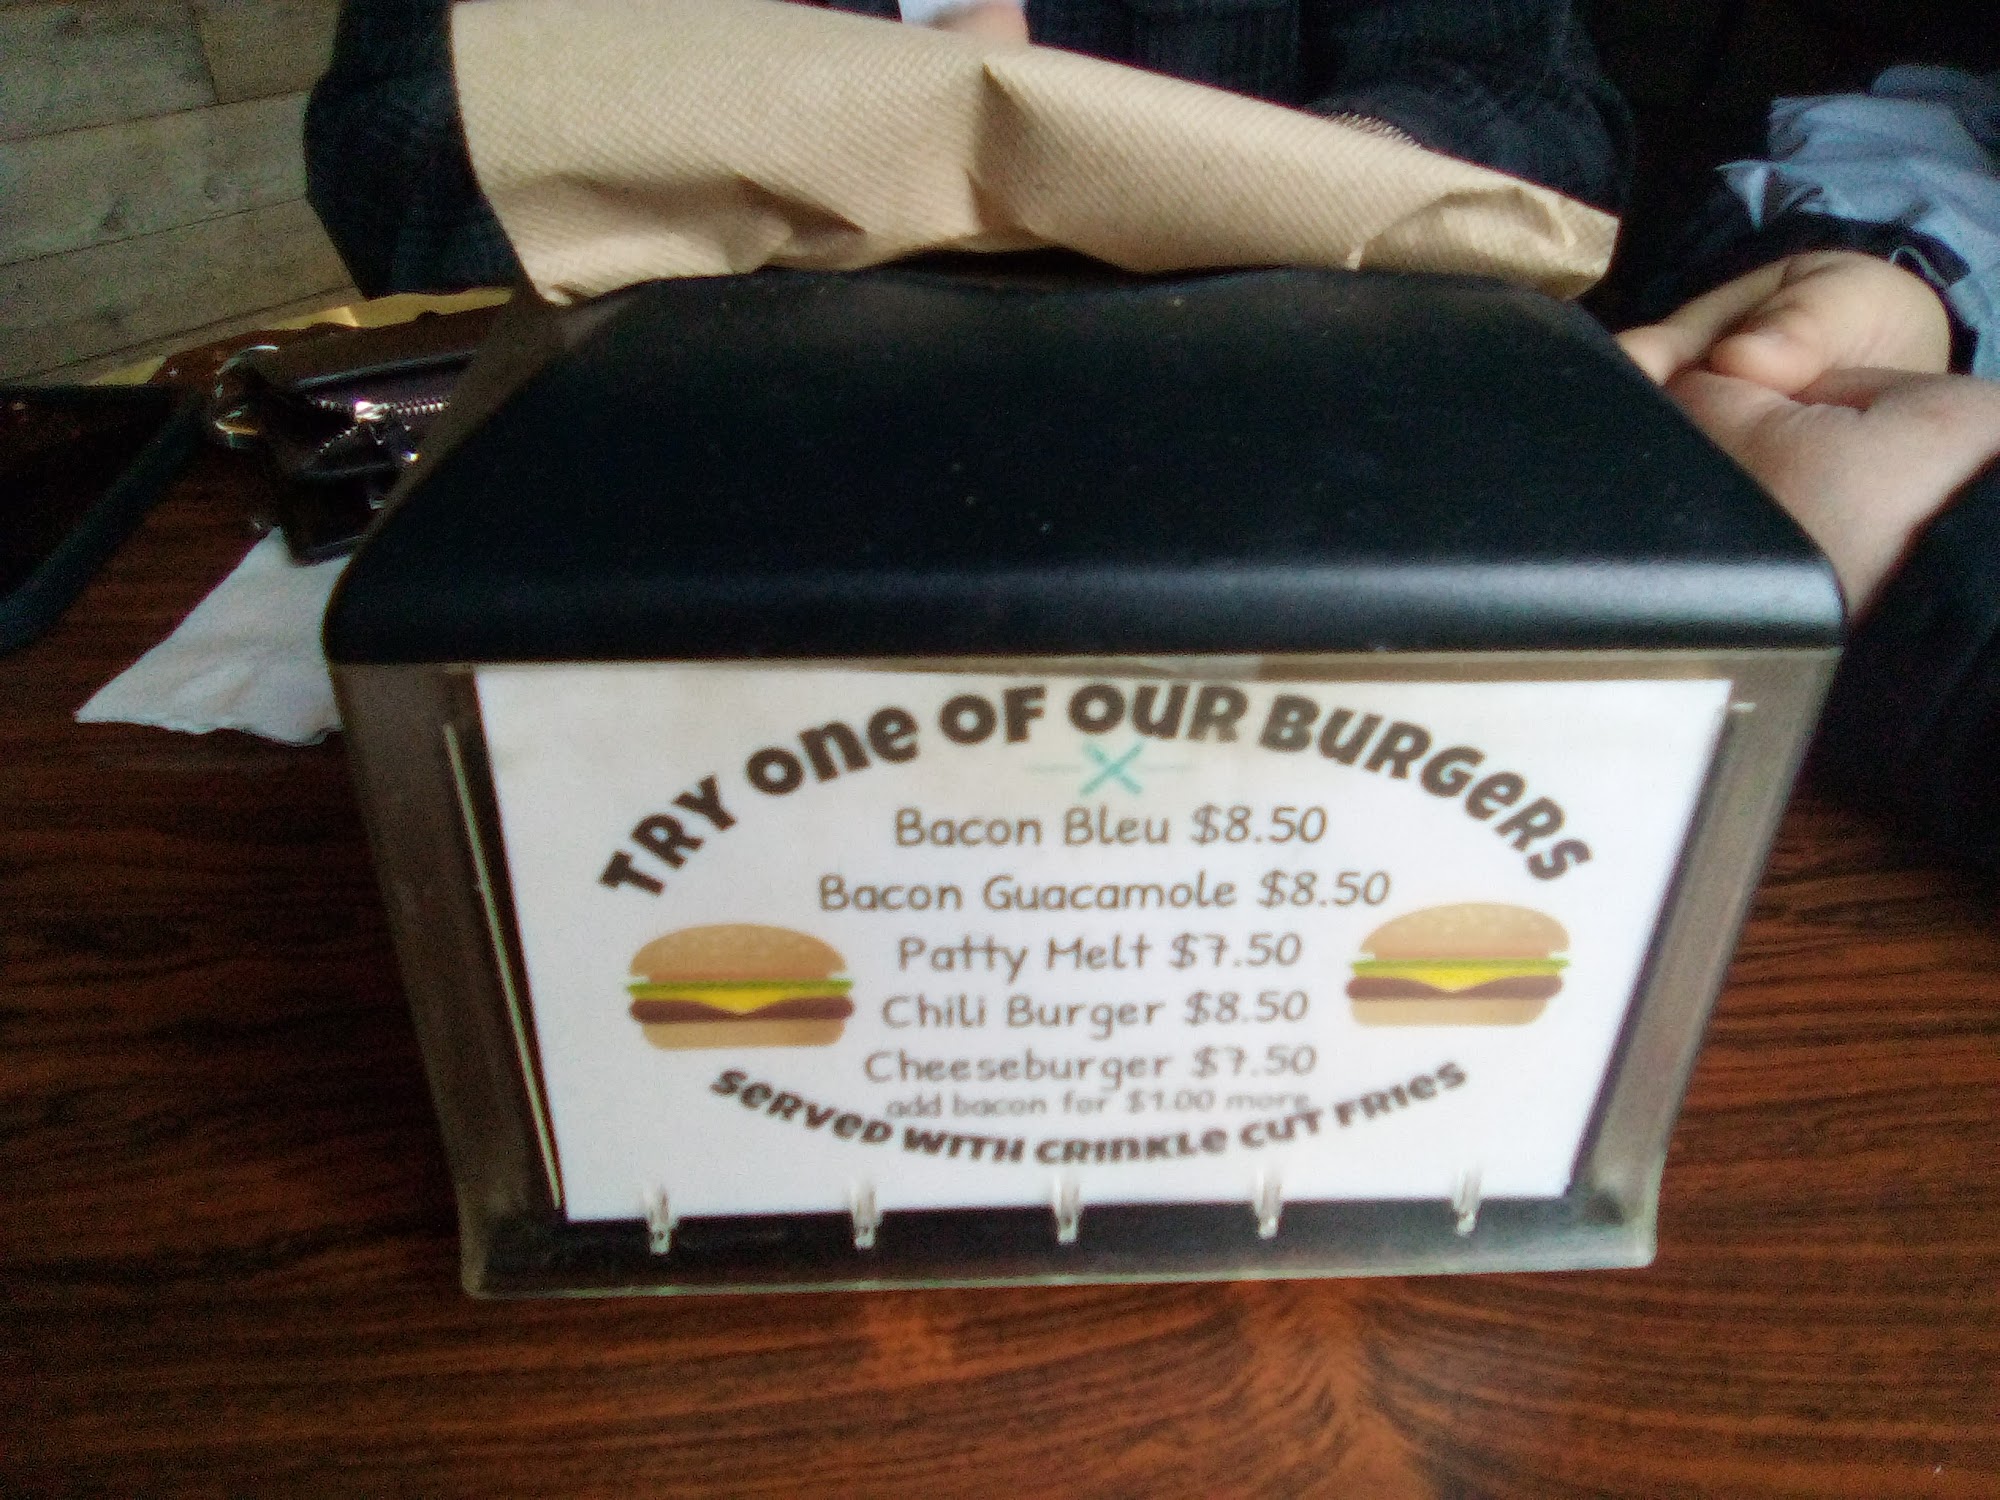 TRY ONE OF OUR BURGERS
Bacon Bleu $8.50
Bacon Guacamole $8.50
Patty Melt $7.50
Chili Burger $8.50
Cheeseburger $7.50
add bacon for $1.00 more
SERVED WITH CRINKLE CUT FRIES